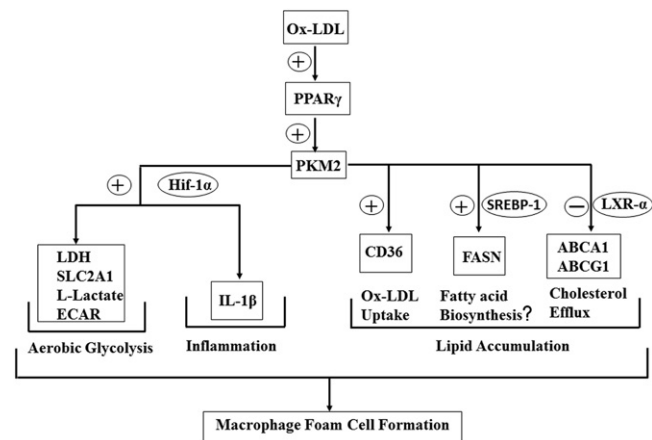 Ox-LDL
+
PPARγ
+
PKM2
+
Hif-1α
+
+
SREBP-1
−
LXR-α
LDH
SLC2A1
L-Lactate
ECAR
IL-1β
CD36
FASN
ABCA1
ABCG1
Ox-LDL
Uptake
Fatty acid
Biosynthesis?
Cholesterol
Efflux
Aerobic Glycolysis
Inflammation
Lipid Accumulation
Macrophage Foam Cell Formation